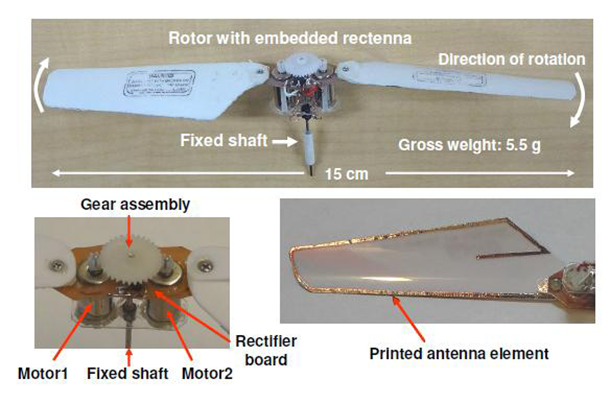 Rotor with embedded rectenna
Direction of rotation
Fixed shaft
Gross weight: 5.5 g
15 cm
Gear assembly
Rectifier
board
Motor1 Fixed shaft Motor2
Printed antenna element